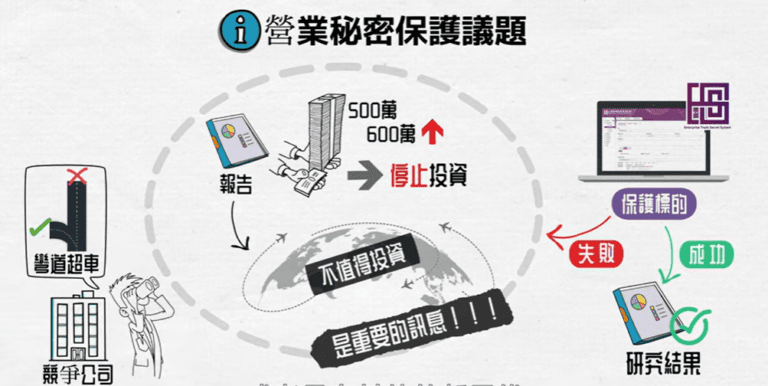 營業秘密保護議題
500萬
600萬
報告
停止投資
不值得投資
是重要的訊息!!!
彎道超車
競爭公司
Enterprise Trade Secret System
保護標的
失敗
成功
研究結果